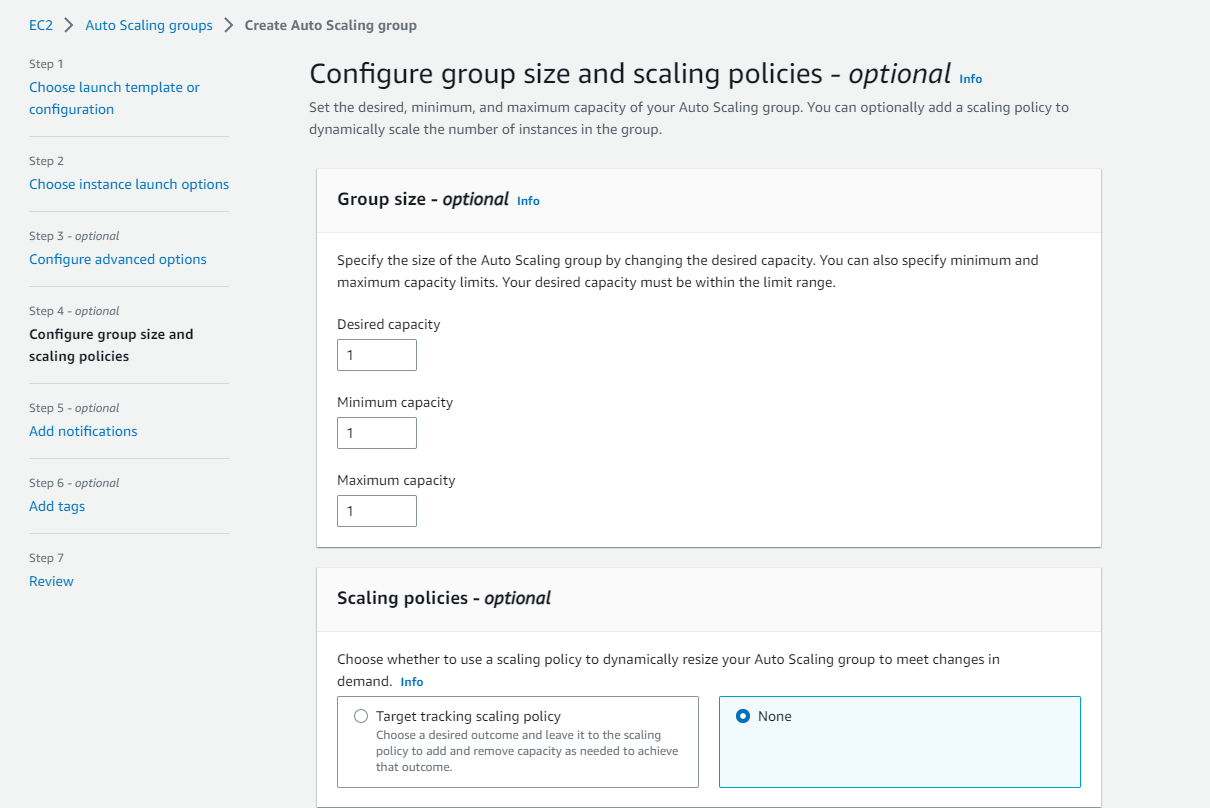 EC2 > Auto Scaling groups > Create Auto Scaling group
Step 1
Choose launch template or
configuration
Step 2
Choose instance launch options
Step 3 - optional
Configure advanced options
Step 4 - optional
Configure group size and
scaling policies
Step 5 - optional
Add notifications
Step 6 - optional
Add tags
Step 7
Review
Configure group size and scaling policies - optional Info
Set the desired, minimum, and maximum capacity of your Auto Scaling group. You can optionally add a scaling policy to
dynamically scale the number of instances in the group.
Group size - optional Info
Specify the size of the Auto Scaling group by changing the desired capacity. You can also specify minimum and
maximum capacity limits. Your desired capacity must be within the limit range.
Desired capacity
1
Minimum capacity
1
Maximum capacity
1
Scaling policies - optional
Choose whether to use a scaling policy to dynamically resize your Auto Scaling group to meet changes in
demand. Info
Target tracking scaling policy
Choose a desired outcome and leave it to the scaling
policy to add and remove capacity as needed to achieve
that outcome.
None